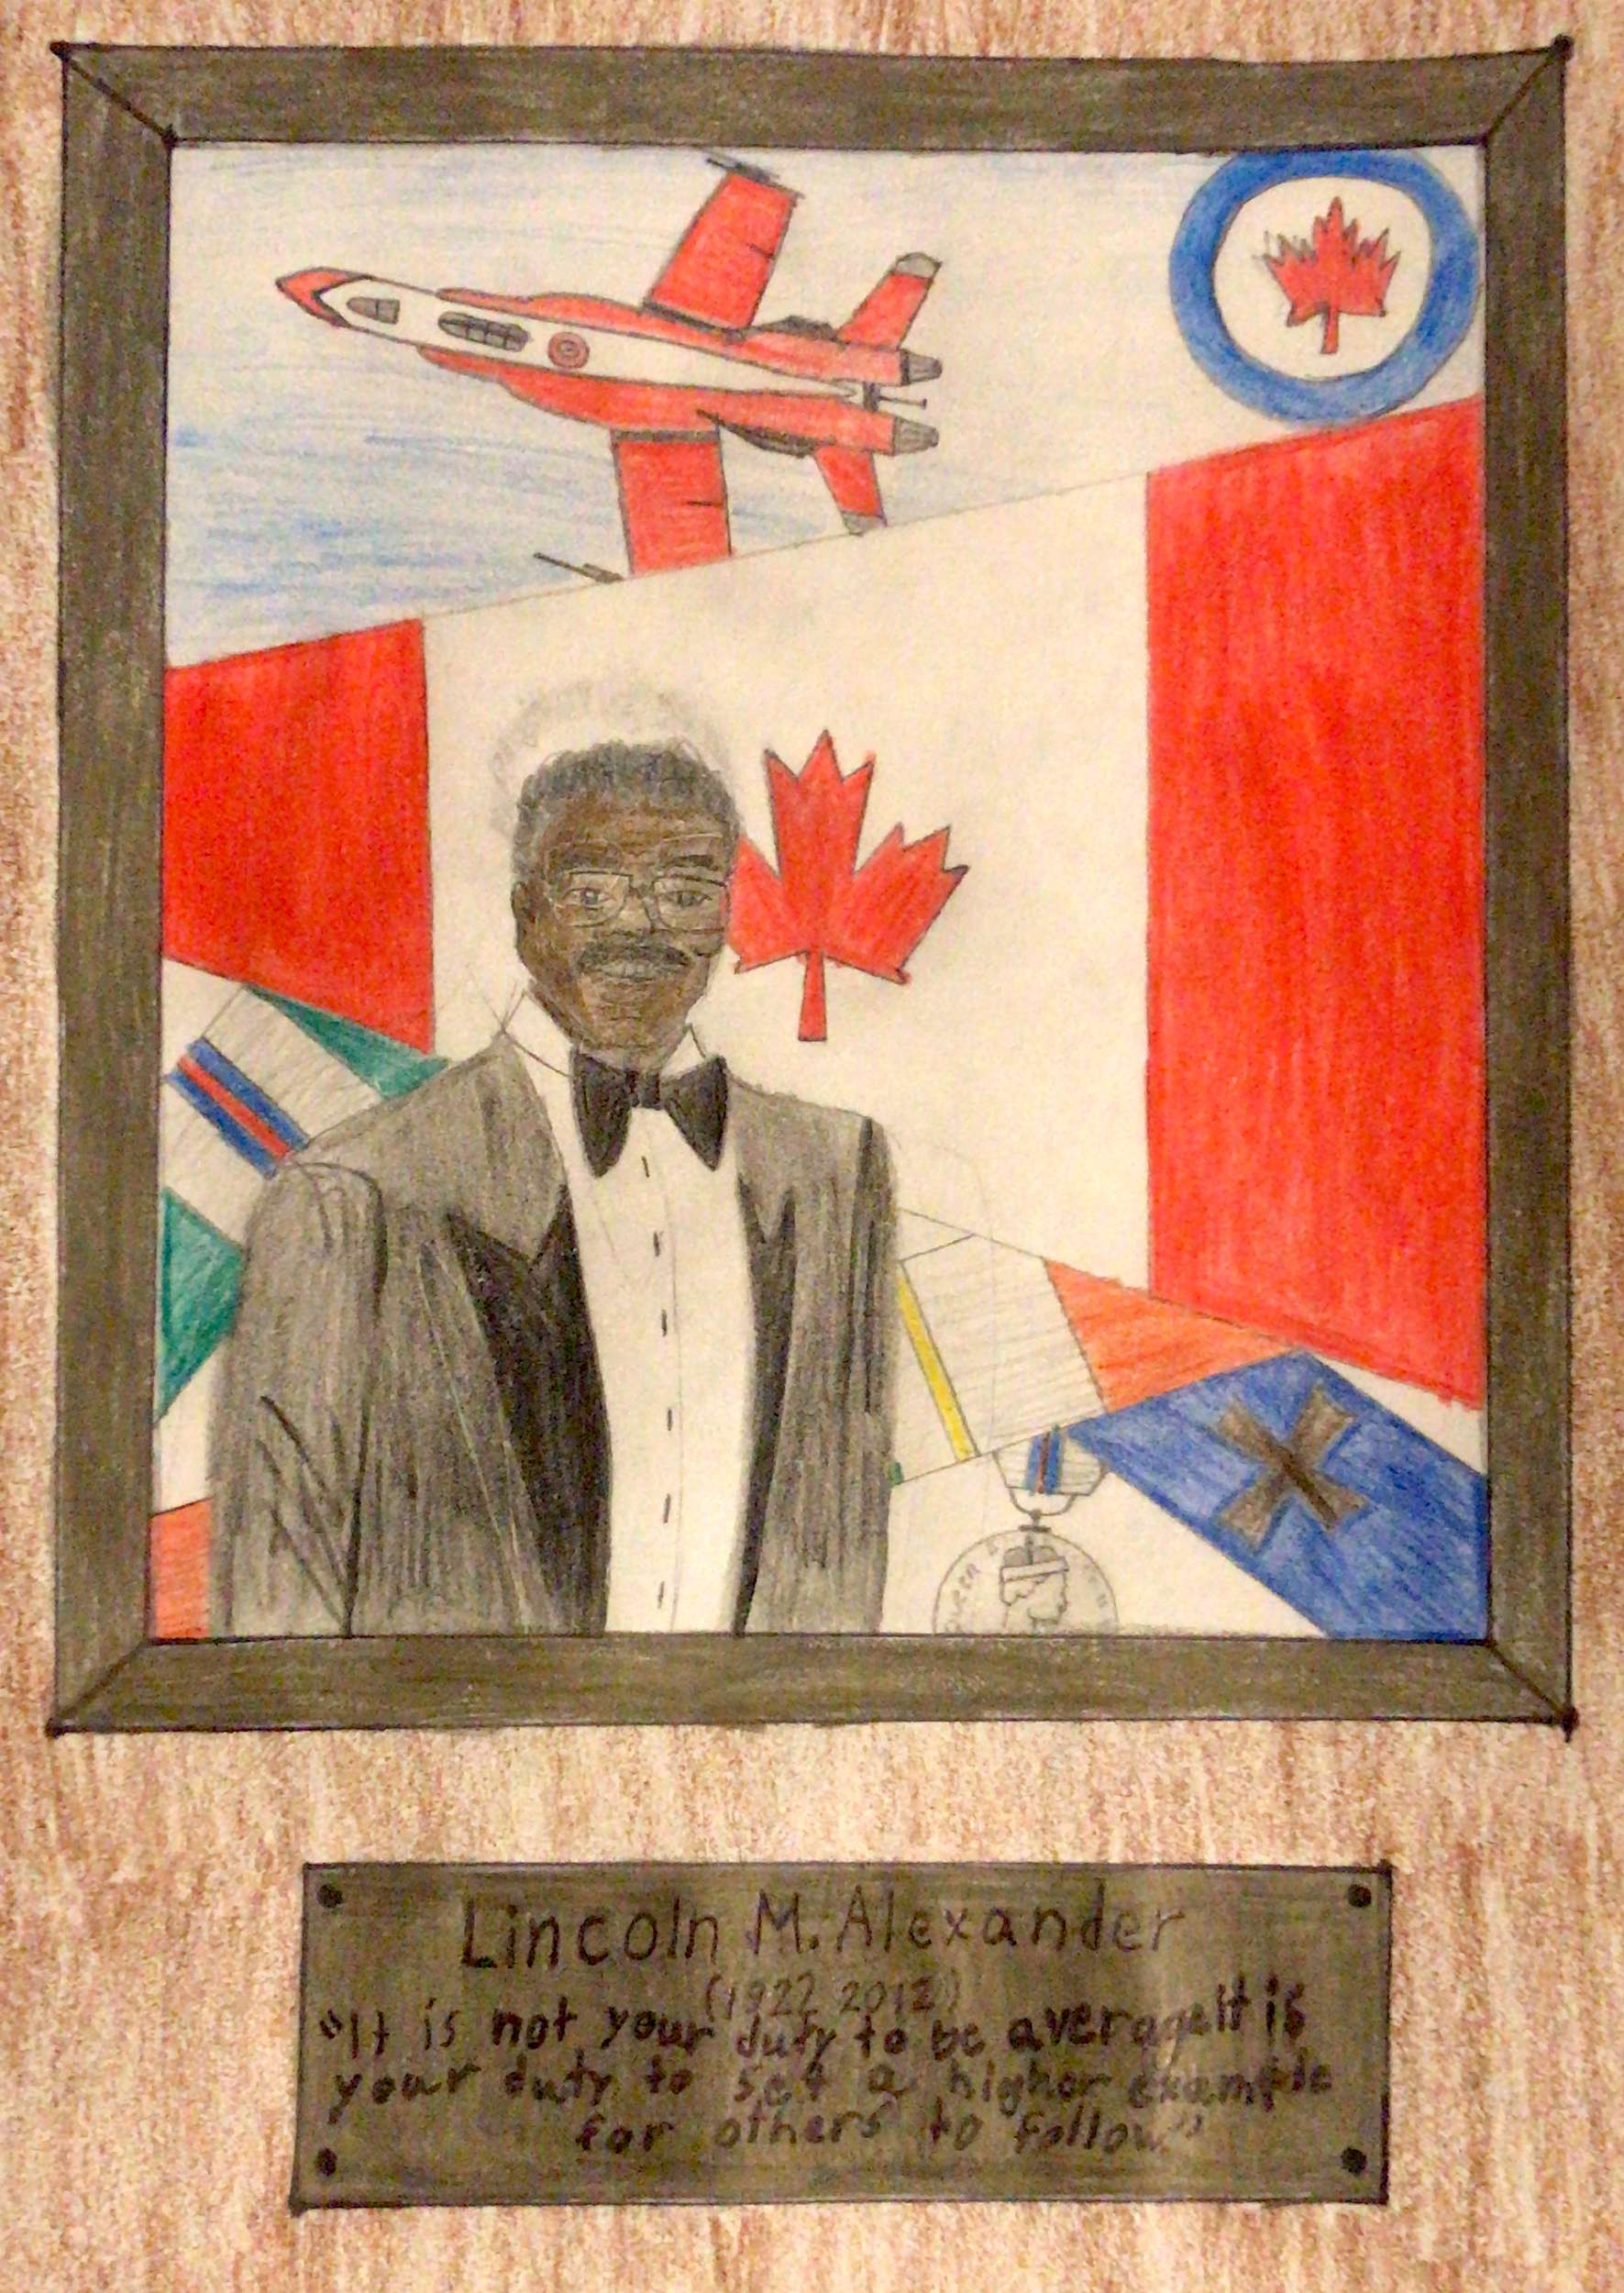 Lincoln M. Alexander
(1922 2012)
"It is not your duty to be average It is
your duty to set a higher example
for others to follow"